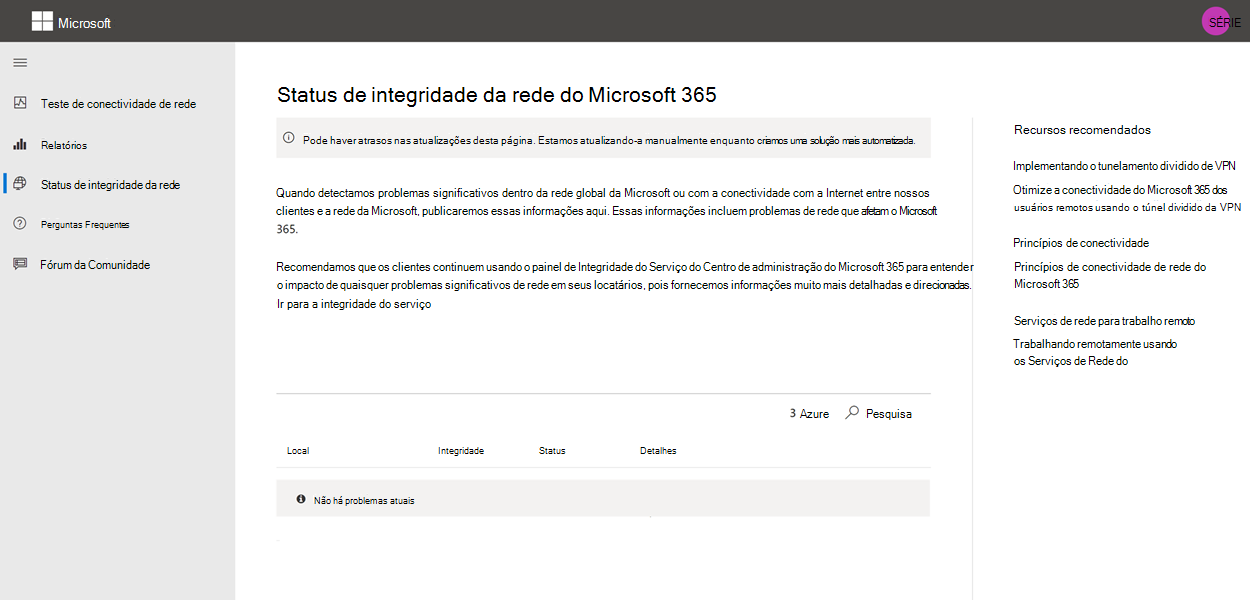 Microsoft
SÉRIE
Teste de conectividade de rede
Relatórios
Status de integridade da rede
Perguntas Frequentes
Fórum da Comunidade
Status de integridade da rede do Microsoft 365
Pode haver atrasos nas atualizações desta página. Estamos atualizando-a manualmente enquanto criamos uma solução mais automatizada.
Quando detectamos problemas significativos dentro da rede global da Microsoft ou com a conectividade com a Internet entre nossos
clientes e a rede da Microsoft, publicaremos essas informações aqui. Essas informações incluem problemas de rede que afetam o Microsoft
365.
Recomendamos que os clientes continuem usando o painel de Integridade do Serviço do Centro de administração do Microsoft 365 para entender
o impacto de quaisquer problemas significativos de rede em seus locatários, pois fornecemos informações muito mais detalhadas e direcionadas.
Ir para a integridade do serviço
3 Azure
Pesquisa
Local Integridade Status Detalhes
Não há problemas atuais
Recursos recomendados
Implementando o tunelamento dividido de VPN
Otimize a conectividade do Microsoft 365 dos
usuários remotos usando o túnel dividido da VPN
Princípios de conectividade
Princípios de conectividade de rede do
Microsoft 365
Serviços de rede para trabalho remoto
Trabalhando remotamente usando
os Serviços de Rede do